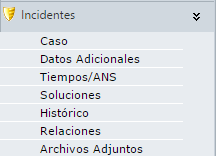 Incidentes
Caso
Datos Adicionales
Tiempos/ANS
Soluciones
Histórico
Relaciones
Archivos Adjuntos